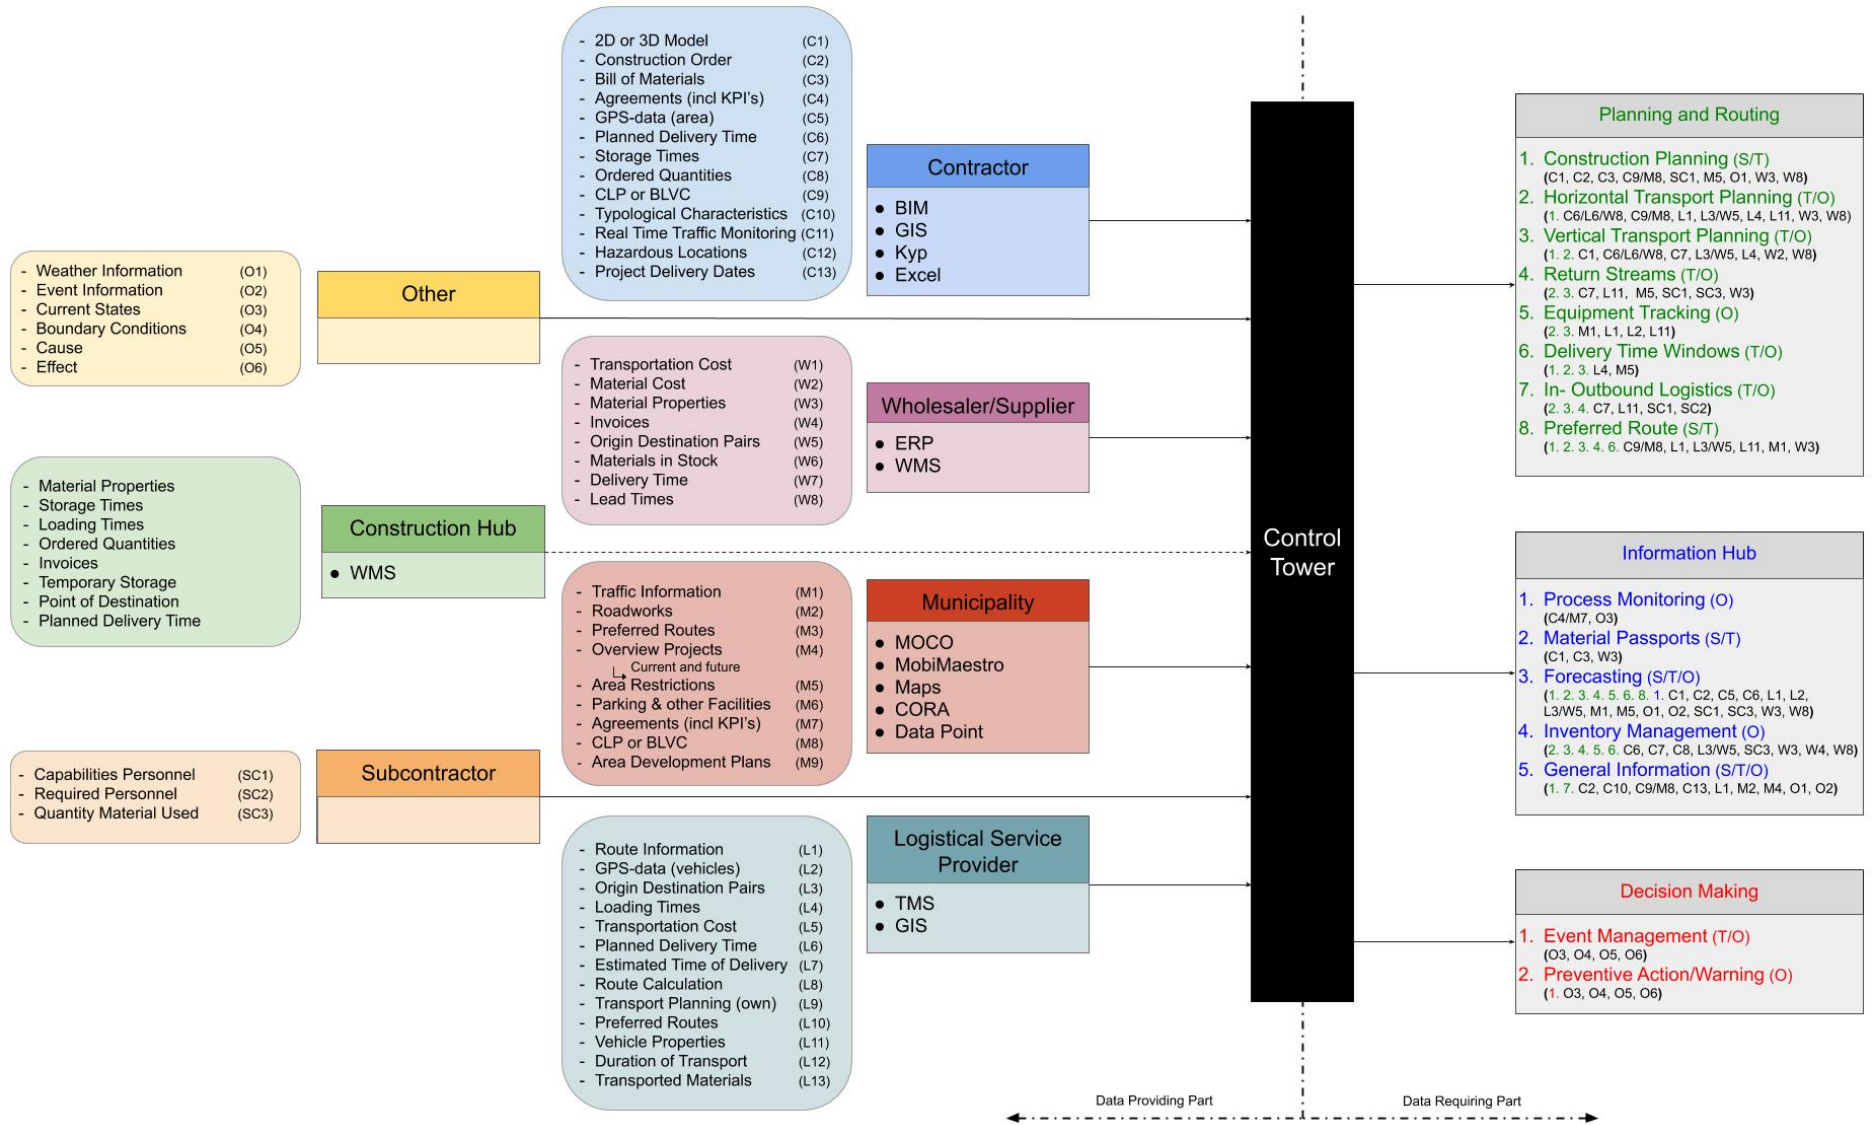 - 2D or 3D Model (C1)
- Construction Order (C2)
- Bill of Materials (C3)
- Agreements (incl KPI's) (C4)
- GPS-data (area) (C5)
- Planned Delivery Time (C6)
- Storage Times (C7)
- Ordered Quantities (C8)
- CLP or BLVC (C9)
- Typological Characteristics (C10)
- Real Time Traffic Monitoring (C11)
- Hazardous Locations (C12)
- Project Delivery Dates (C13)
Contractor
● BIM
● GIS
● Kyp
● Excel
- Weather Information (O1)
- Event Information (O2)
- Current States (O3)
- Boundary Conditions (O4)
- Cause (O5)
- Effect (O6)
Other
- Transportation Cost (W1)
- Material Cost (W2)
- Material Properties (W3)
- Invoices (W4)
- Origin Destination Pairs (W5)
- Materials in Stock (W6)
- Delivery Time (W7)
- Lead Times (W8)
Wholesaler/Supplier
● ERP
● WMS
- Material Properties
- Storage Times
- Loading Times
- Ordered Quantities
- Invoices
- Temporary Storage
- Point of Destination
- Planned Delivery Time
Construction Hub
● WMS
- Traffic Information (M1)
- Roadworks (M2)
- Preferred Routes (M3)
- Overview Projects (M4)
Current and future
- Area Restrictions (M5)
- Parking & other Facilities (M6)
- Agreements (incl KPI's) (M7)
- CLP or BLVC (M8)
- Area Development Plans (M9)
Municipality
● MOCO
● MobiMaestro
● Maps
● CORA
● Data Point
- Capabilities Personnel (SC1)
- Required Personnel (SC2)
- Quantity Material Used (SC3)
Subcontractor
- Route Information (L1)
- GPS-data (vehicles) (L2)
- Origin Destination Pairs (L3)
- Loading Times (L4)
- Transportation Cost (L5)
- Planned Delivery Time (L6)
- Estimated Time of Delivery (L7)
- Route Calculation (L8)
- Transport Planning (own) (L9)
- Preferred Routes (L10)
- Vehicle Properties (L11)
- Duration of Transport (L12)
- Transported Materials (L13)
Logistical Service
Provider
● TMS
● GIS
Control
Tower
Planning and Routing
1. Construction Planning (S/T)
(C1, C2, C3, C9/M8, SC1, M5, O1, W3, W8)
2. Horizontal Transport Planning (T/O)
(1. C6/L6/W8, C9/M8, L1, L3/W5, L4, L11, W3, W8)
3. Vertical Transport Planning (T/O)
(1. 2. C1, C6/L6/W8, C7, L3/W5, L4, W2, W8)
4. Return Streams (T/O)
(2. 3. C7, L11, M5, SC1, SC3, W3)
5. Equipment Tracking (O)
(2. 3. M1, L1, L2, L11)
6. Delivery Time Windows (T/O)
(1. 2. 3. L4, M5)
7. In- Outbound Logistics (T/O)
(2. 3. 4. C7, L11, SC1, SC2)
8. Preferred Route (S/T)
(1. 2. 3. 4. 6. C9/M8, L1, L3/W5, L11, M1, W3)
Information Hub
1. Process Monitoring (O)
(C4/M7, O3)
2. Material Passports (S/T)
(C1, C3, W3)
3. Forecasting (S/T/O)
(1. 2. 3. 4. 5. 6. 8. 1. C1, C2, C5, C6, L1, L2,
L3/W5, M1, M5, O1, O2, SC1, SC3, W3, W8)
4. Inventory Management (O)
(2. 3. 4. 5. 6. C6, C7, C8, L3/W5, SC3, W3, W4, W8)
5. General Information (S/T/O)
(1. 7. C2, C10, C9/M8, C13, L1, M2, M4, O1, O2)
Decision Making
1. Event Management (T/O)
(O3, O4, O5, O6)
2. Preventive Action/Warning (O)
(1. O3, O4, O5, O6)
Data Providing Part
Data Requiring Part